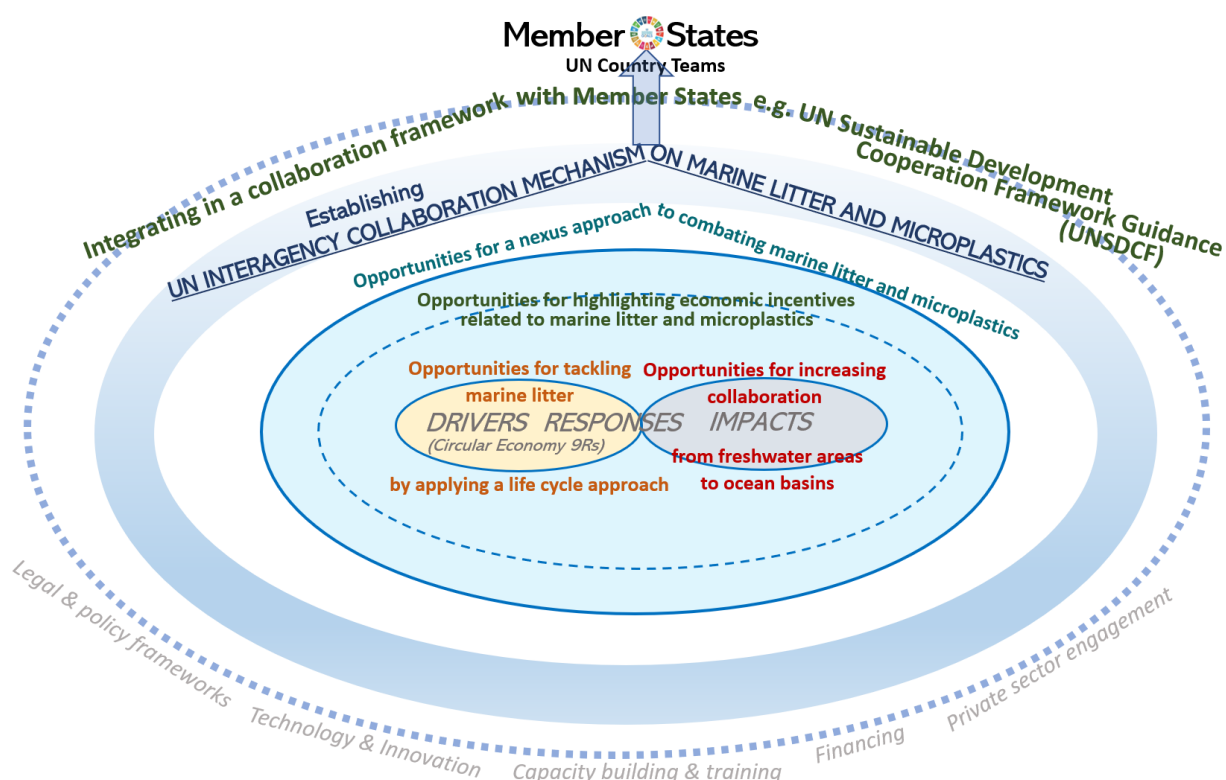 Member States
UN Country Teams
Integrating in a collaboration framework with Member States e.g. UN Sustainable Development
Cooperation Framework Guidance
(UNSDCF)
Establishing
UN INTERAGENCY COLLABORATION MECHANISM ON MARINE LITTER AND MICROPLASTICS
Opportunities for a nexus approach to combating marine litter and microplastics
Opportunities for highlighting economic incentives
related to marine litter and microplastics
Opportunities for tackling
marine litter
Opportunities for increasing
collaboration
DRIVERS RESPONSES IMPACTS
(Circular Economy 9Rs)
by applying a life cycle approach
from freshwater areas
to ocean basins
Legal & policy frameworks
Technology & Innovation
Capacity building & training
Financing
Private sector engagement